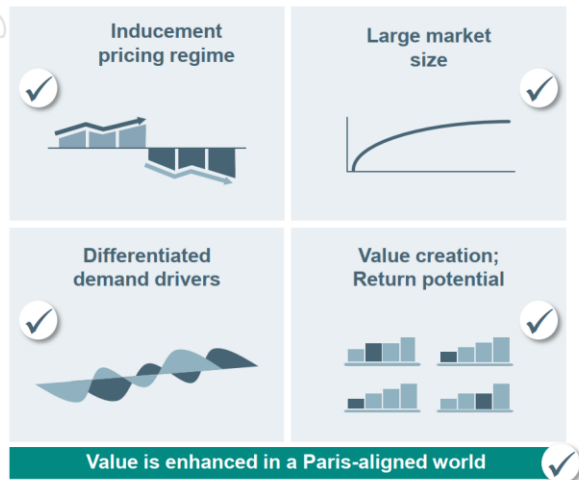 Inducement
pricing regime
Large market
size
Differentiated
demand drivers
Value creation;
Return potential
Value is enhanced in a Paris-aligned world